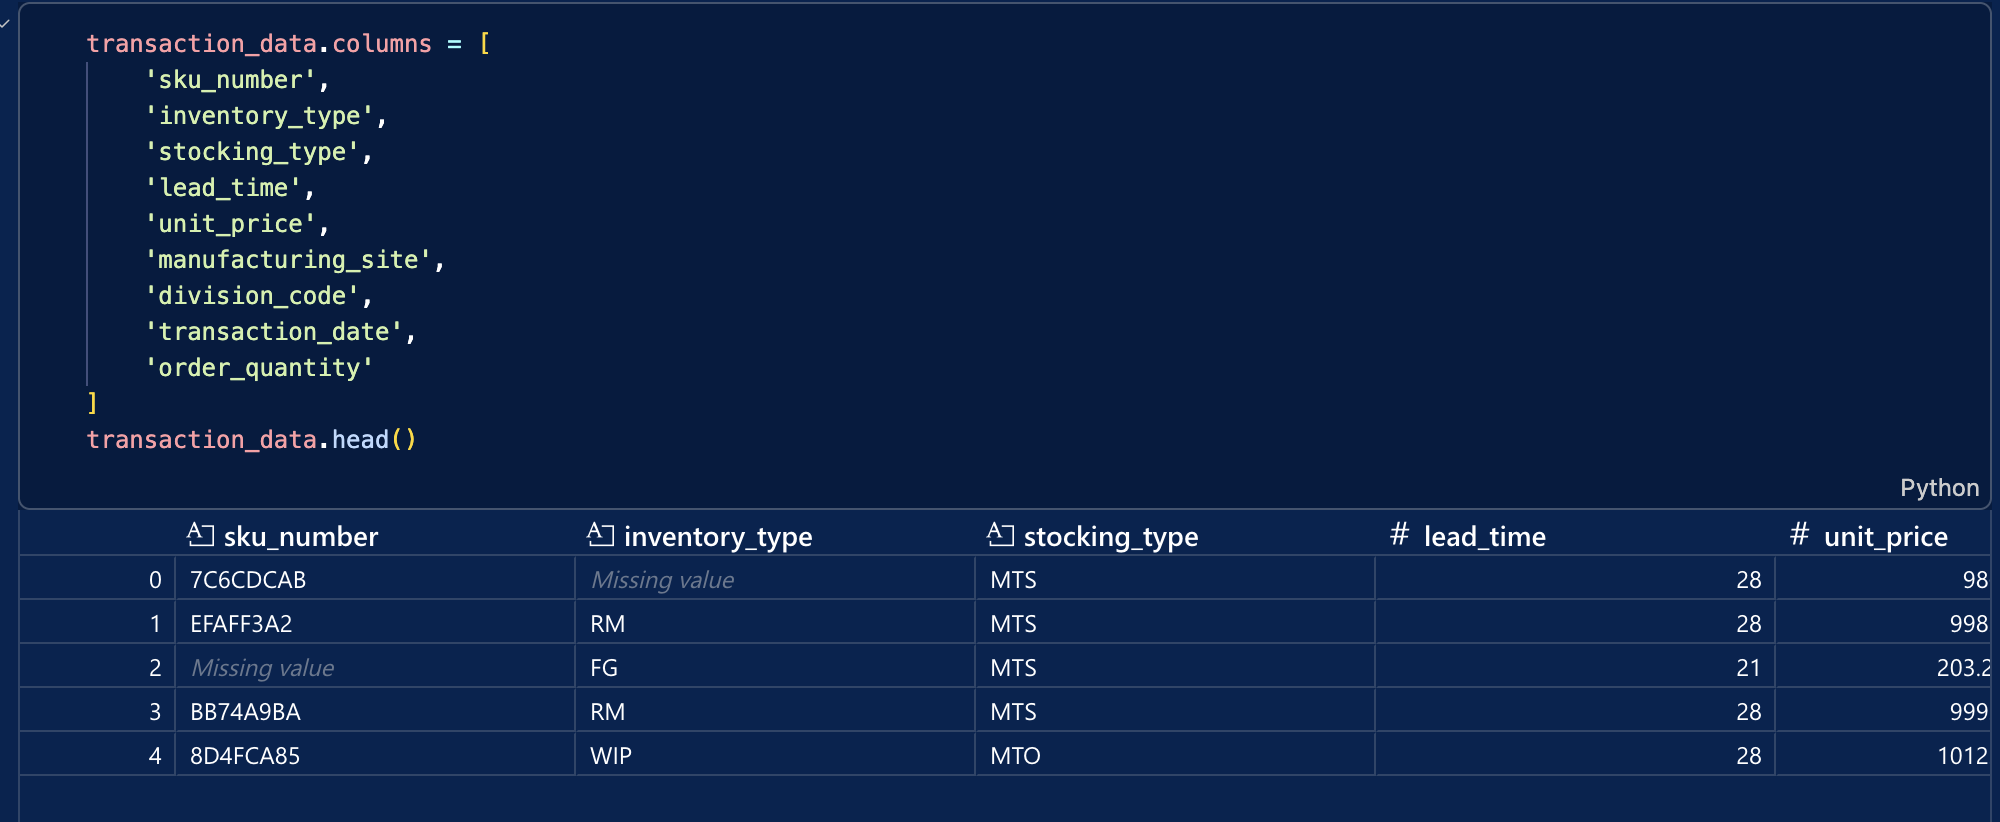 transaction_data.columns = [
    'sku_number',
    'inventory_type',
    'stocking_type',
    'lead_time',
    'unit_price',
    'manufacturing_site',
    'division_code',
    'transaction_date',
    'order_quantity'
]
transaction_data.head()
Python
sku_number inventory_type stocking_type # lead_time # unit_price
0 7C6CDCAB Missing value MTS 28 98
1 EFAFF3A2 RM MTS 28 998
2 Missing value FG MTS 21 203.2
3 BB74A9BA RM MTS 28 999
4 8D4FCA85 WIP MTO 28 1012